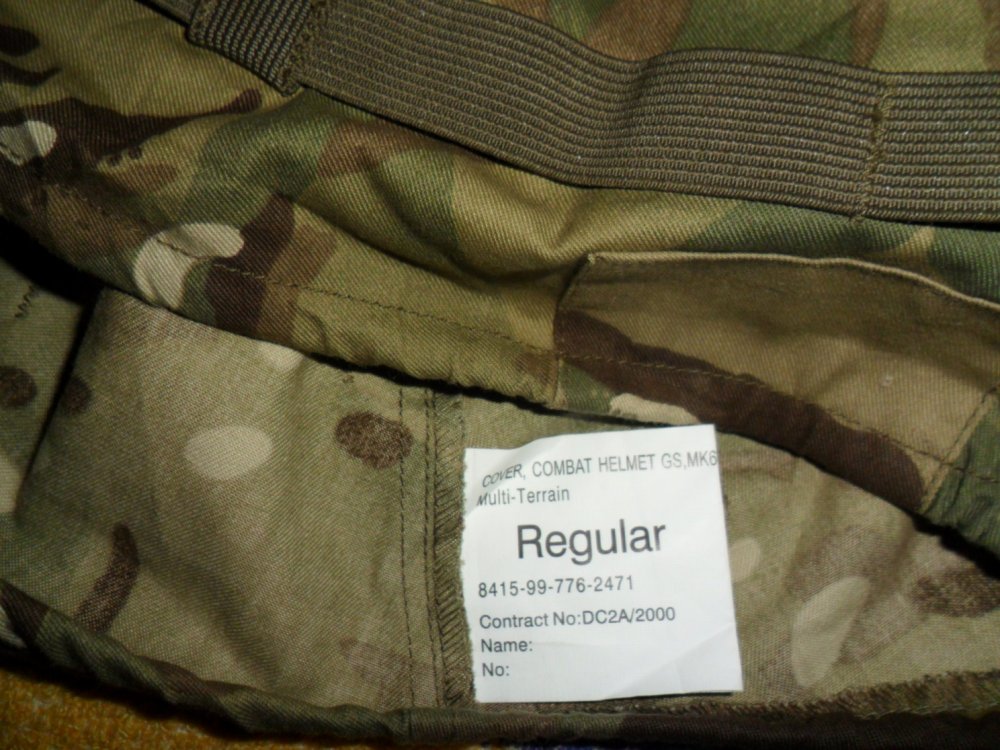 COVER, COMBAT HELMET GS,MK6
Multi-Terrain
Regular
8415-99-776-2471
Contract No:DC2A/2000
Name:
No: